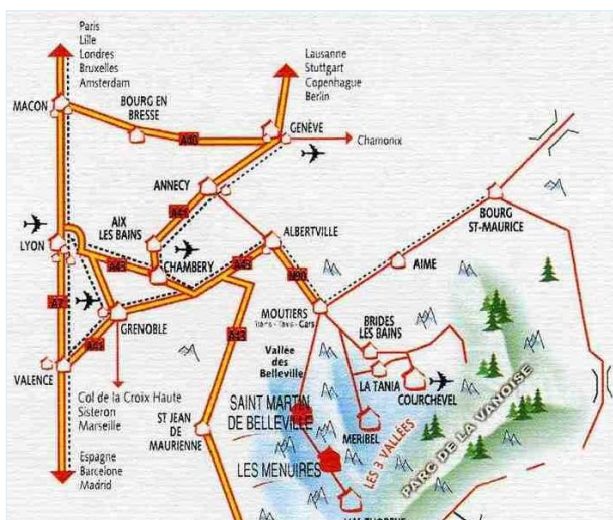 Paris
Lille
Londres
Bruxelles
Amsterdam
Lausanne
Stuttgart
Copenhague
Berlin
MACON
BOURG EN
BRESSE
A40
GENÈVE
Chamonix
ANNECY
A41
AIX
LES BAINS
ALBERTVILLE
BOURG
ST-MAURICE
LYON
A43
CHAMBERY
A43
N90
AIME
A7
GRENOBLE
MOUTIERS
Cars
BRIDES
LES BAINS
A43
VALENCE
Vallée
des
Belleville
LA TANIA
COURCHEVEL
Col de la Croix Haute
Sisteron
Marseille
ST JEAN
DE
MAURIENNE
SAINT MARTIN
DE BELLEVILLE
MERIBEL
LES 3 VALLÉES
PARC DE LA VANOISE
LES MENUIRES
Espagne
Barcelone
Madrid